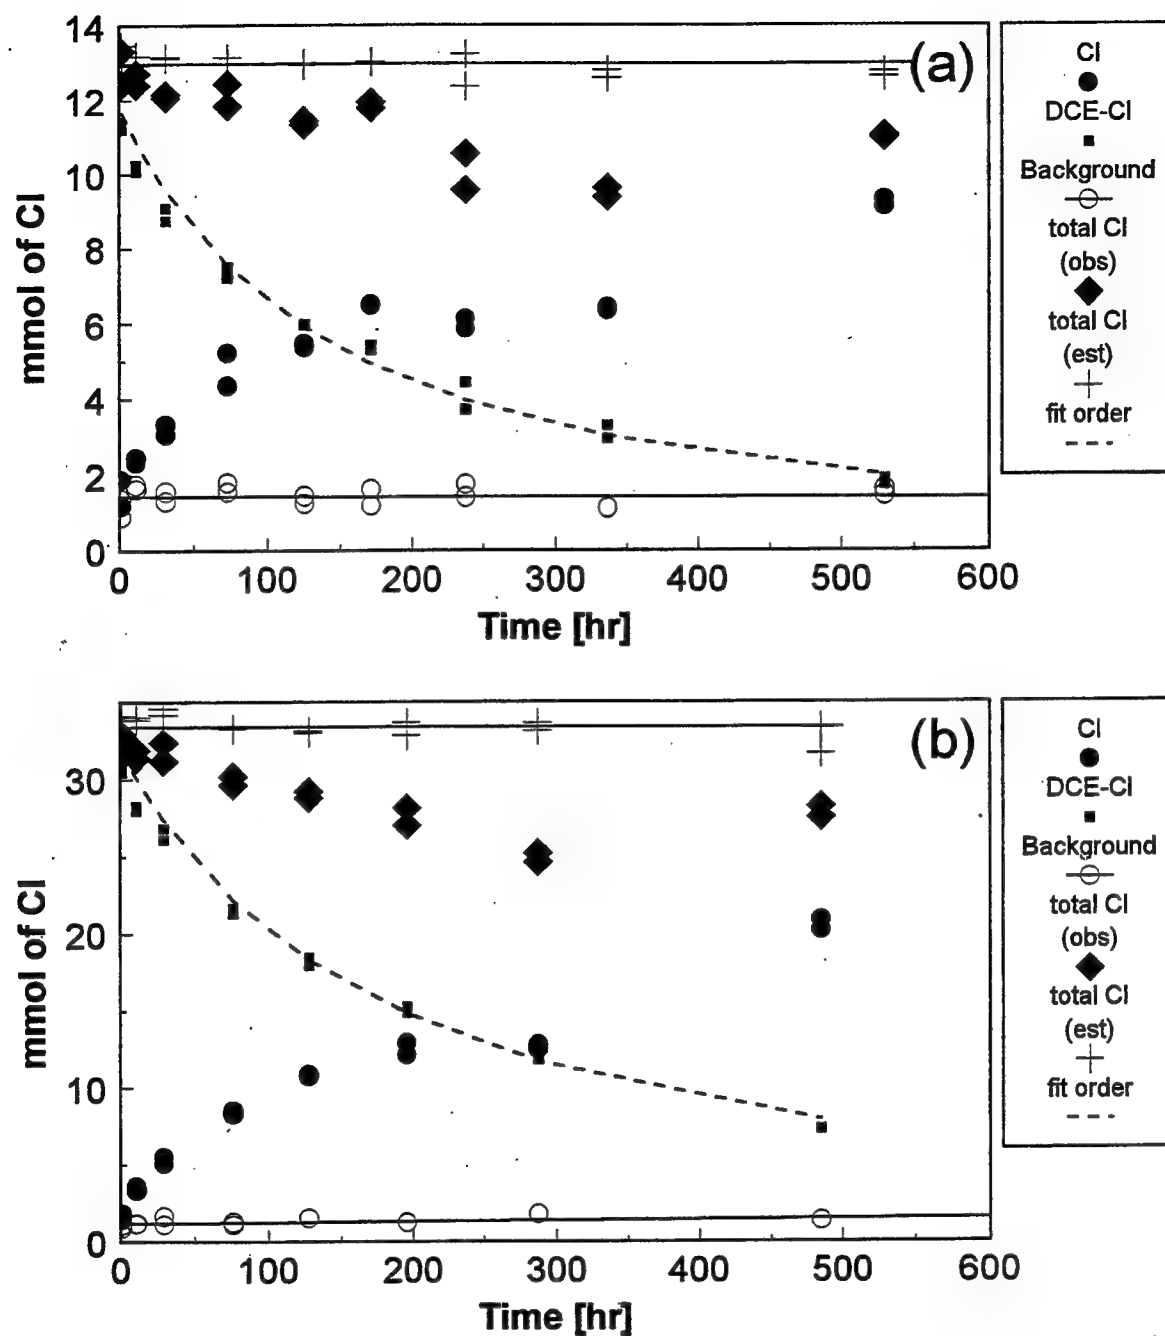 14
12
10
8
6
4
2
0
mmol of Cl
0 100 200 300 400 500 600
Time [hr]
(a)
Cl
DCE-Cl
Background
total Cl
(obs)
total Cl
(est)
fit order
30
20
10
0
mmol of Cl
0 100 200 300 400 500 600
Time [hr]
(b)
Cl
DCE-Cl
Background
total Cl
(obs)
total Cl
(est)
fit order